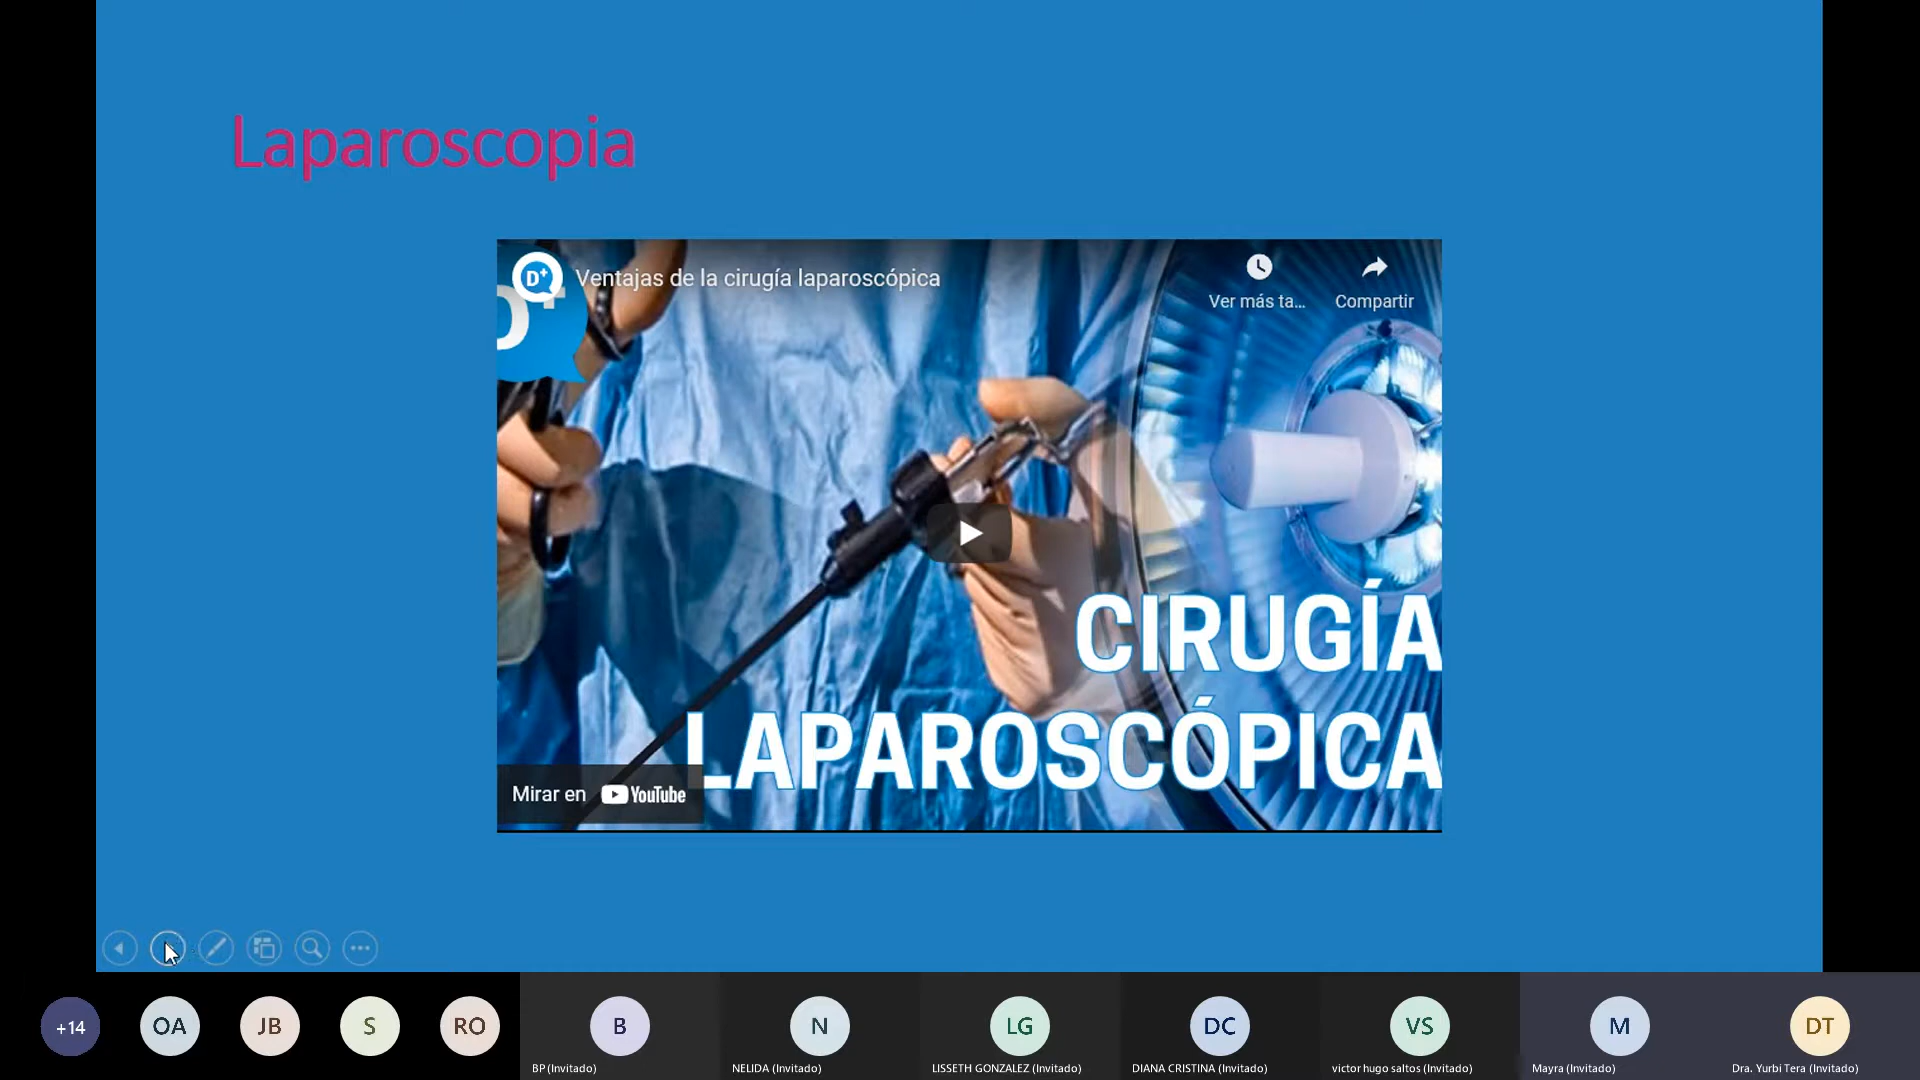 Laparoscopia
D+
Ventajas de la cirugía laparoscópica
Ver más ta...
Compartir
D+
CIRUGÍA
LAPAROSCÓPICA
Mirar en YouTube
+14
OA
JB
S
RO
B
N
LG
DC
VS
M
DT
BP (Invitado)
NELIDA (Invitado)
LISSETH GONZALEZ (Invitado)
DIANA CRISTINA (Invitado)
victor hugo saltos (Invitado)
Mayra (Invitado)
Dra. Yurbi Tera (Invitado)